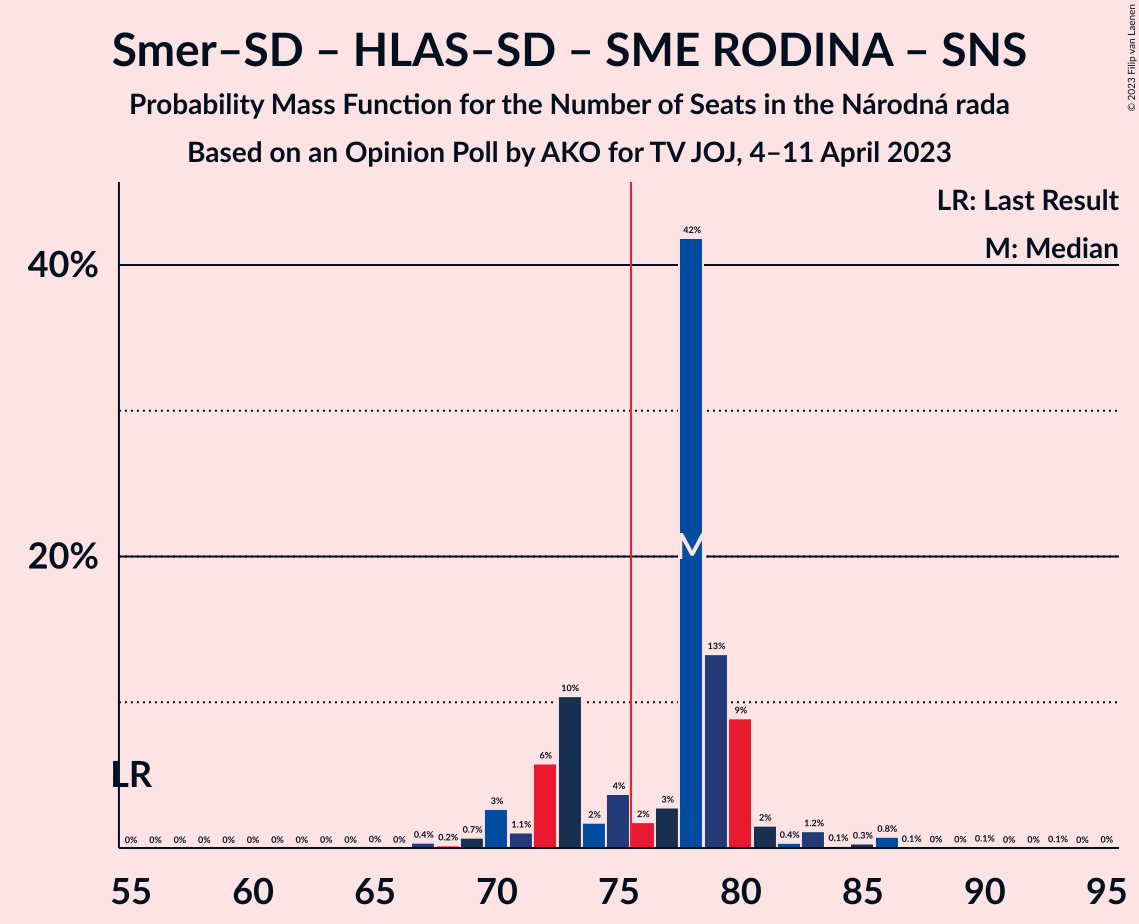 Smer–SD – HLAS–SD – SME RODINA – SNS
Probability Mass Function for the Number of Seats in the Národná rada
Based on an Opinion Poll by AKO for TV JOJ, 4–11 April 2023
© 2023 Filip van Laenen
LR: Last Result
M: Median
40%
20%
LR
M
0% 0% 0% 0% 0% 0% 0% 0% 0% 0% 0% 0% 0.4% 0.2% 0.7% 3% 1.1% 6% 10% 2% 4% 2% 3% 42% 13% 9% 2% 0.4% 1.2% 0.1% 0.3% 0.8% 0.1% 0% 0% 0.1% 0% 0% 0.1% 0% 0%
55 60 65 70 75 80 85 90 95